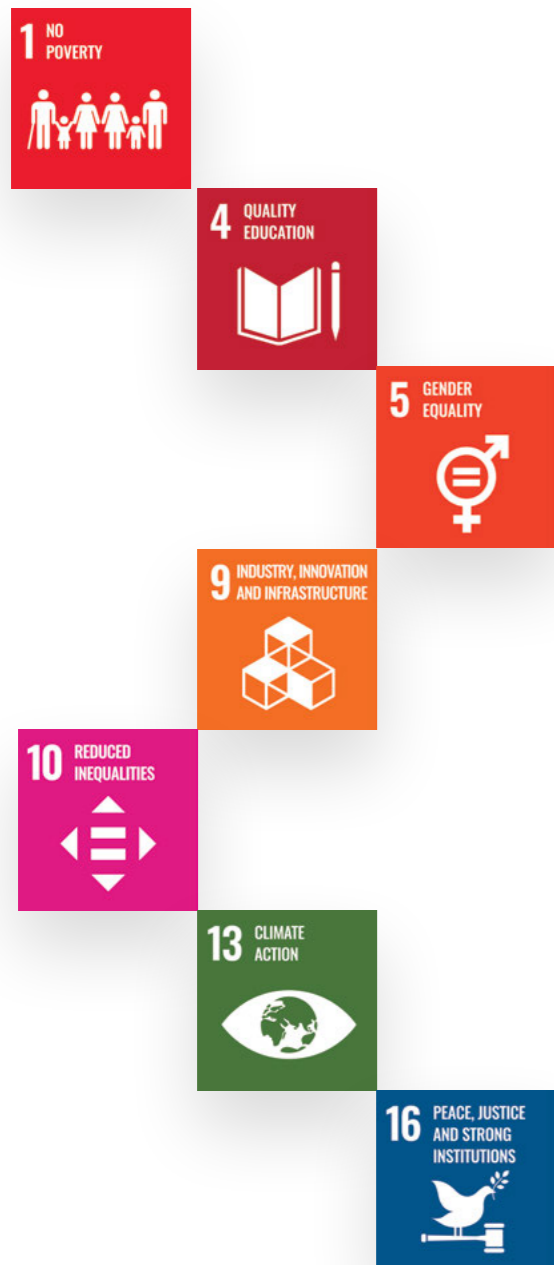 1 NO
POVERTY
4 QUALITY
EDUCATION
5 GENDER
EQUALITY
9 INDUSTRY, INNOVATION
AND INFRASTRUCTURE
10 REDUCED
INEQUALITIES
13 CLIMATE
ACTION
16 PEACE, JUSTICE
AND STRONG
INSTITUTIONS